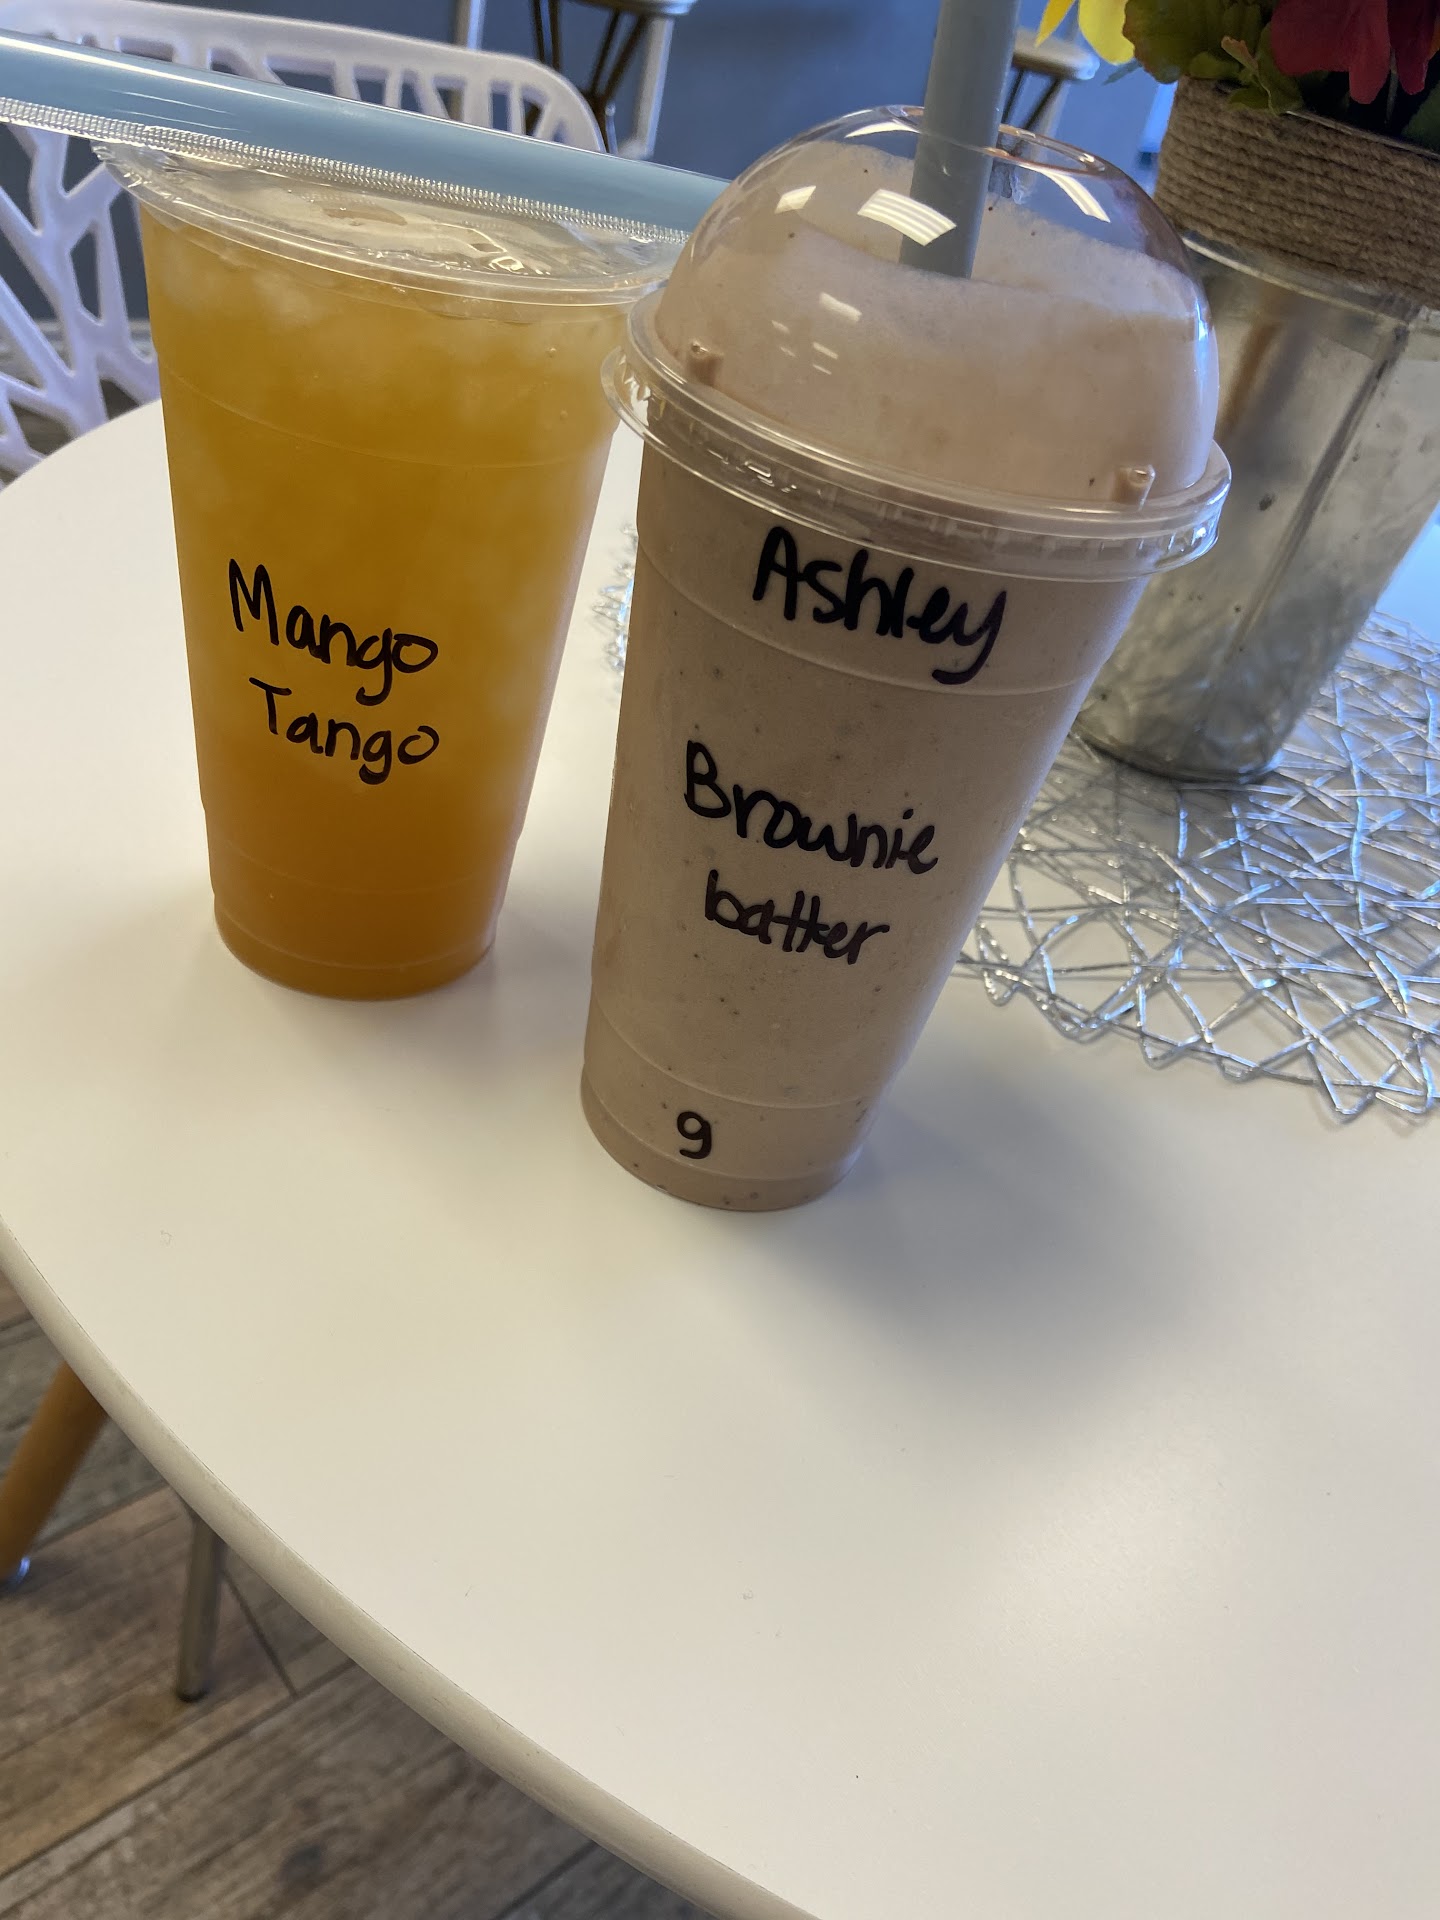 Mango
Tango
Ashley
Brownie
batter
9